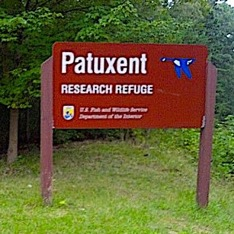 Patuxent
RESEARCH REFUGE
U.S. Fish and Wildlife Service
Department of the Interior